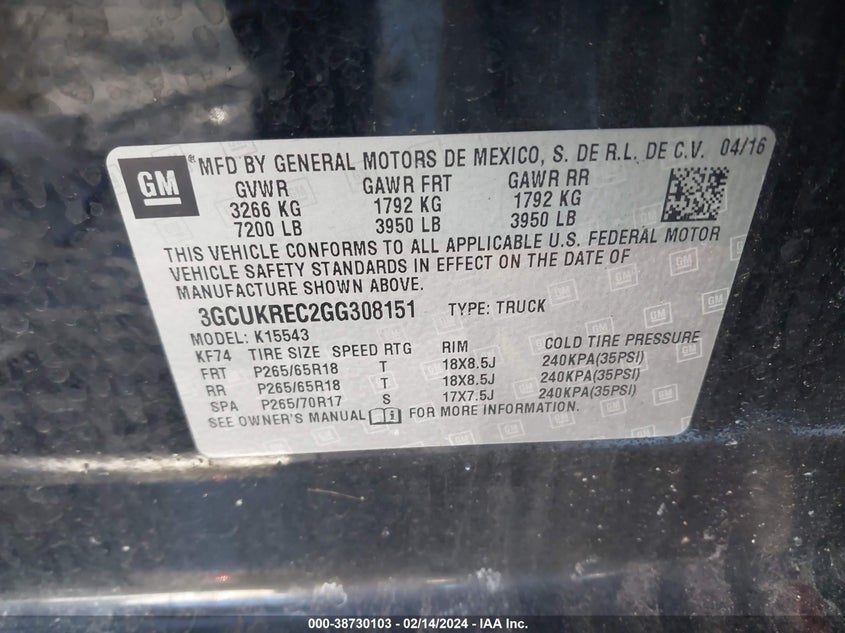 GM
® MFD BY GENERAL MOTORS DE MEXICO, S. DE R.L. DE C.V. 04/16
GVWR GAWR FRT GAWR RR
3266 KG 1792 KG 1792 KG
7200 LB 3950 LB 3950 LB
THIS VEHICLE CONFORMS TO ALL APPLICABLE U.S. FEDERAL MOTOR
VEHICLE SAFETY STANDARDS IN EFFECT ON THE DATE OF
MANUFACTURE SHOWN ABOVE.
3GCUKREC2GG308151 TYPE: TRUCK
MODEL: K15543
KF74 TIRE SIZE SPEED RTG RIM COLD TIRE PRESSURE
FRT P265/65R18 T 18X8.5J 240KPA(35PSI)
RR P265/65R18 T 18X8.5J 240KPA(35PSI)
SPA P265/70R17 S 17X7.5J 240KPA(35PSI)
SEE OWNER'S MANUAL i FOR MORE INFORMATION.
000-38730103 - 02/14/2024 - IAA Inc.